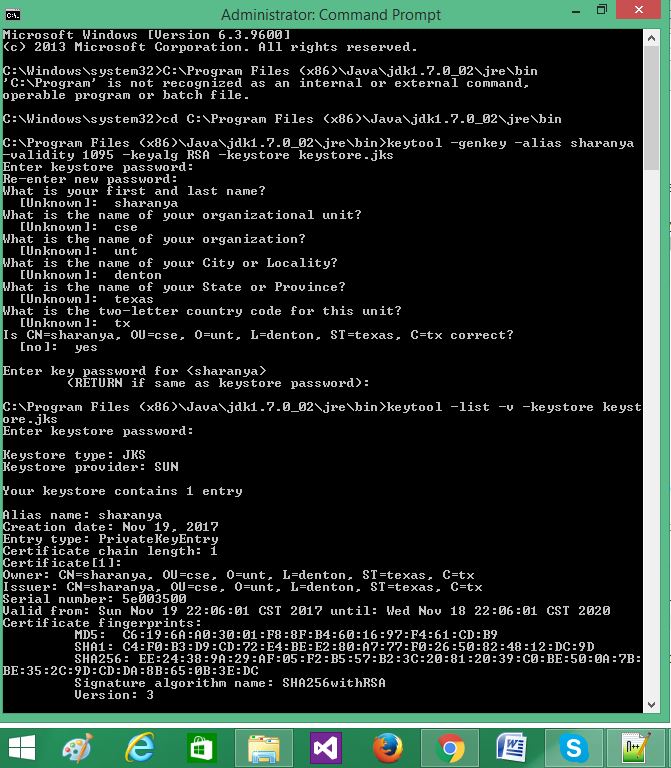 Administrator: Command Prompt
Microsoft Windows [Version 6.3.9600]
(c) 2013 Microsoft Corporation. All rights reserved.
C:\Windows\system32>C:\Program Files (x86)\Java\jdk1.7.0_02\jre\bin
'C:\Program' is not recognized as an internal or external command,
operable program or batch file.
C:\Windows\system32>cd C:\Program Files (x86)\Java\jdk1.7.0_02\jre\bin
C:\Program Files (x86)\Java\jdk1.7.0_02\jre\bin>keytool -genkey -alias sharanya
-validity 1095 -keyalg RSA -keystore keystore.jks
Enter keystore password:
Re-enter new password:
What is your first and last name?
[Unknown]:  sharanya
What is the name of your organizational unit?
[Unknown]:  cse
What is the name of your organization?
[Unknown]:  unt
What is the name of your City or Locality?
[Unknown]:  denton
What is the name of your State or Province?
[Unknown]:  texas
What is the two-letter country code for this unit?
[Unknown]:  tx
Is CN=sharanya, OU=cse, O=unt, L=denton, ST=texas, C=tx correct?
[no]:  yes
Enter key password for <sharanya>
(RETURN if same as keystore password):
C:\Program Files (x86)\Java\jdk1.7.0_02\jre\bin>keytool -list -v -keystore keyst
ore.jks
Enter keystore password:
Keystore type: JKS
Keystore provider: SUN
Your keystore contains 1 entry
Alias name: sharanya
Creation date: Nov 19, 2017
Entry type: PrivateKeyEntry
Certificate chain length: 1
Certificate[1]:
Owner: CN=sharanya, OU=cse, O=unt, L=denton, ST=texas, C=tx
Issuer: CN=sharanya, OU=cse, O=unt, L=denton, ST=texas, C=tx
Serial number: 5e003500
Valid from: Sun Nov 19 22:06:01 CST 2017 until: Wed Nov 18 22:06:01 CST 2020
Certificate fingerprints:
MD5:  C6:19:6A:A0:30:01:F8:8F:B4:60:16:97:F4:61:CD:B9
SHA1: C4:F0:B3:D9:CD:72:E4:BE:E2:80:A7:77:F0:26:50:82:48:12:DC:9D
SHA256: EE:24:38:9A:29:AF:05:F2:B5:57:B2:3C:20:81:20:39:C0:BE:50:0A:7B:
BE:35:2C:9D:CD:DA:8B:65:0B:3E:DC
Signature algorithm name: SHA256withRSA
Version: 3